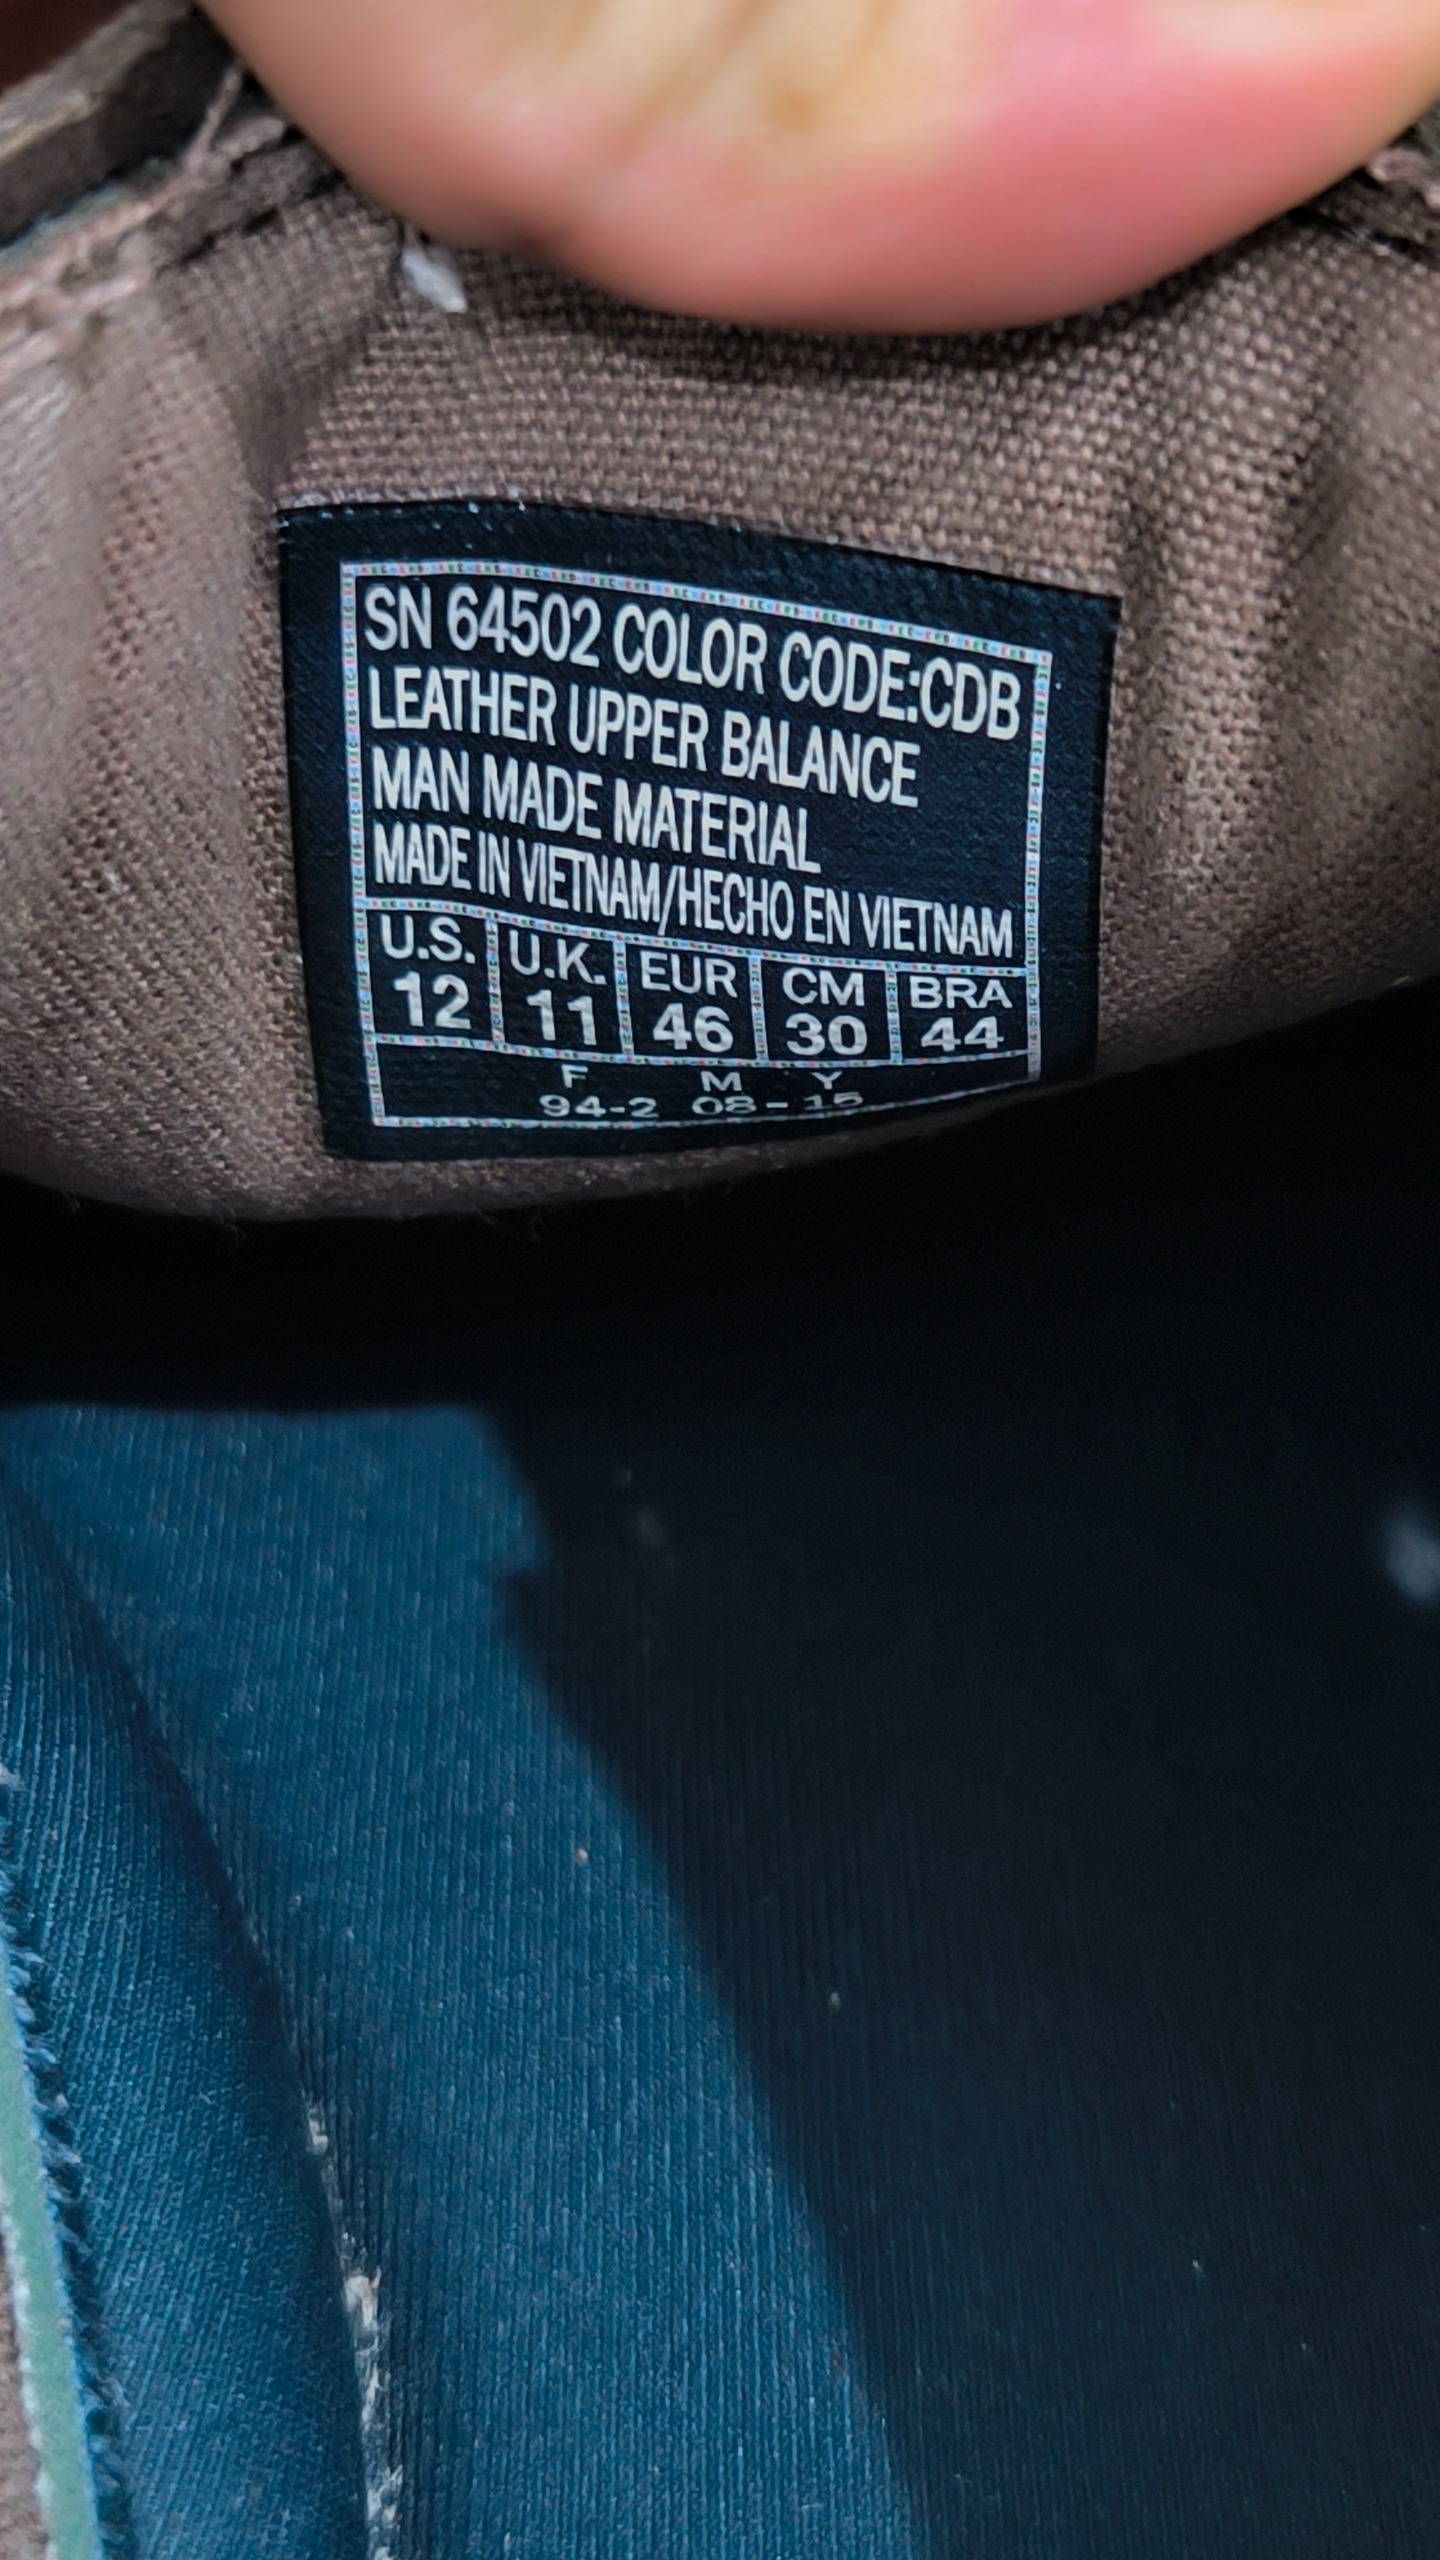 SN 64502 COLOR CODE:CDB
LEATHER UPPER BALANCE
MAN MADE MATERIAL
MADE IN VIETNAM/HECHO EN VIETNAM
U.S. U.K. EUR CM BRA
12 11 46 30 44
F M Y
94-2 08-15